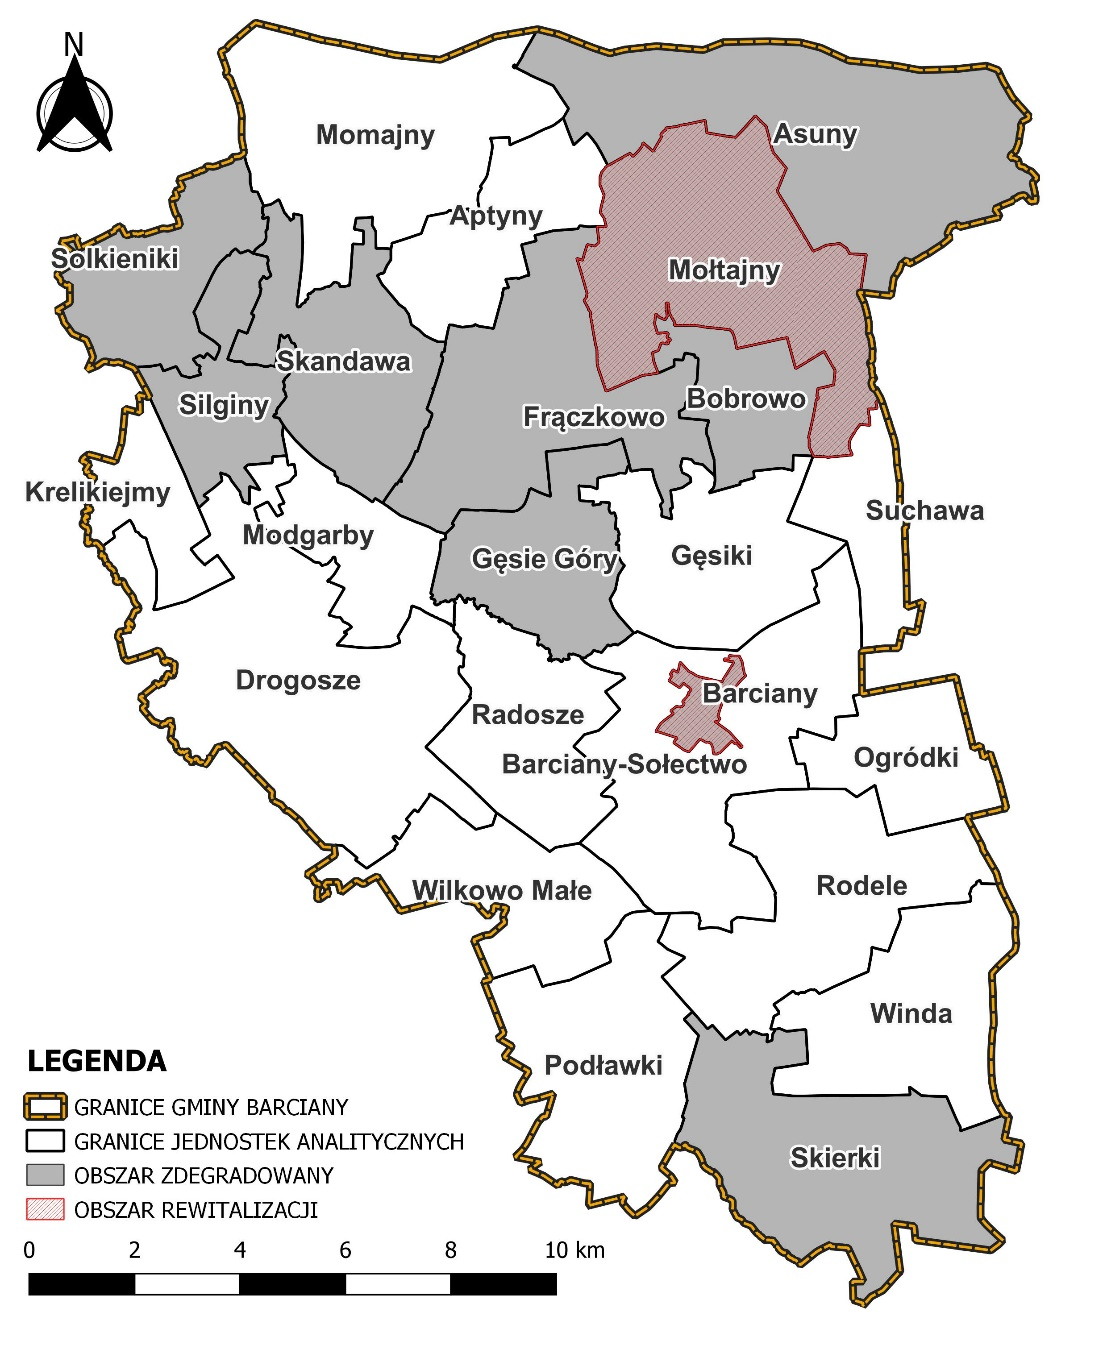 N
Momajny
Asuny
Aptyny
Sółkieniki
Mołtajny
Skandawa
Silginy
Bobrowo
Frączkowo
Krelikiejmy
Suchawa
Modgarby
Gęsie Góry
Gęsiki
Drogosze
Barciany
Radosze
Ogródki
Barciany-Sołectwo
Rodele
Wilkowo Małe
Winda
Podławki
Skierki
LEGENDA
GRANICE GMINY BARCIANY
GRANICE JEDNOSTEK ANALITYCZNYCH
OBSZAR ZDEGRADOWANY
OBSZAR REWITALIZACJI
0 2 4 6 8 10 km